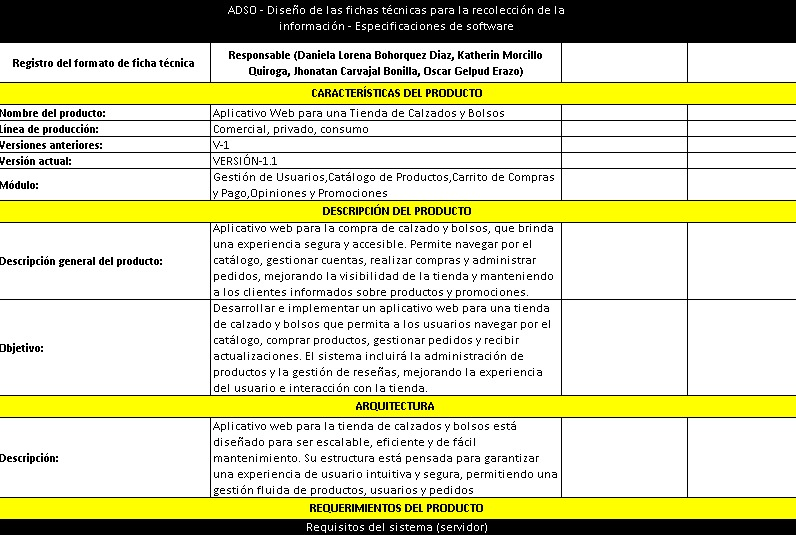 ADSO - Diseño de las fichas técnicas para la recolección de la
información - Especificaciones de software
Registro del formato de ficha técnica
Responsable (Daniela Lorena Bohorquez Diaz, Katherin Morcillo
Quiroga, Jhonatan Carvajal Bonilla, Oscar Gelpud Erazo)
CARACTERÍSTICAS DEL PRODUCTO
Nombre del producto:
Aplicativo Web para una Tienda de Calzados y Bolsos
Línea de producción:
Comercial, privado, consumo
Versiones anteriores:
V-1
Versión actual:
VERSIÓN-1.1
Módulo:
Gestión de Usuarios,Catálogo de Productos,Carrito de Compras
y Pago,Opiniones y Promociones
DESCRIPCIÓN DEL PRODUCTO
Descripción general del producto:
Aplicativo web para la compra de calzado y bolsos, que brinda
una experiencia segura y accesible. Permite navegar por el
catálogo, gestionar cuentas, realizar compras y administrar
pedidos, mejorando la visibilidad de la tienda y manteniendo
a los clientes informados sobre productos y promociones.
Objetivo:
Desarrollar e implementar un aplicativo web para una tienda
de calzado y bolsos que permita a los usuarios navegar por el
catálogo, comprar productos, gestionar pedidos y recibir
actualizaciones. El sistema incluirá la administración de
productos y la gestión de reseñas, mejorando la experiencia
del usuario e interacción con la tienda.
ARQUITECTURA
Descripción:
Aplicativo web para la tienda de calzados y bolsos está
diseñado para ser escalable, eficiente y de fácil
mantenimiento. Su estructura está pensada para garantizar
una experiencia de usuario intuitiva y segura, permitiendo una
gestión fluida de productos, usuarios y pedidos
REQUERIMIENTOS DEL PRODUCTO
Requisitos del sistema (servidor)